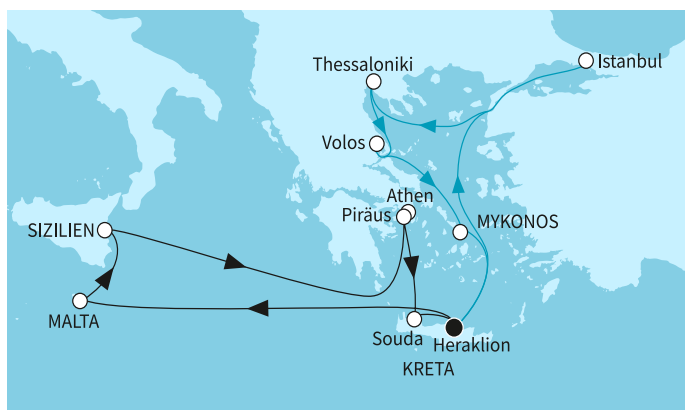 Istanbul
Thessaloniki
Volos
Athen
Piräus
MYKONOS
SIZILIEN
MALTA
Souda
Heraklion
KRETA